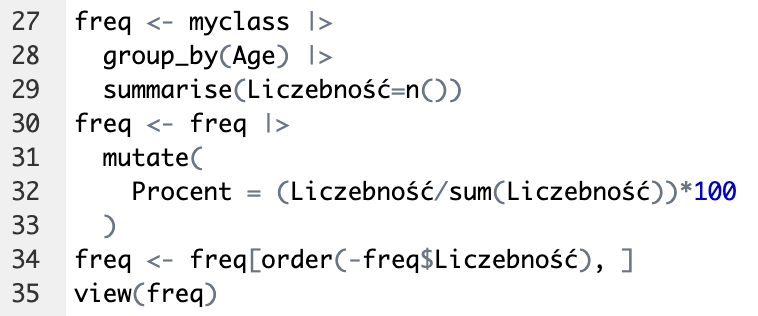 27 freq <- myclass |>
28   group_by(Age) |>
29   summarise(Liczebność=n())
30 freq <- freq |>
31   mutate(
32     Procent = (Liczebność/sum(Liczebność))*100
33   )
34 freq <- freq[order(-freq$Liczebność), ]
35 view(freq)